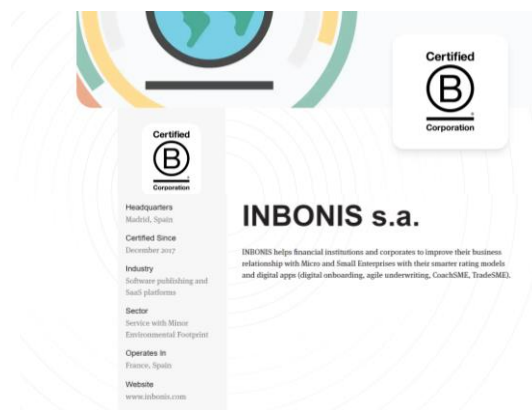 Certified
B
Corporation
Certified
B
Corporation
Headquarters
Madrid, Spain
Certified Since
December 2017
Industry
Software publishing and
SaaS platforms
Sector
Service with Minor
Environmental Footprint
Operates In
France, Spain
Website
www.inbonis.com
INBONIS s.a.
INBONIS helps financial institutions and corporates to improve their business
relationship with Micro and Small Enterprises with their smarter rating models
and digital apps (digital onboarding, agile underwriting, CoachSME, TradeSME).